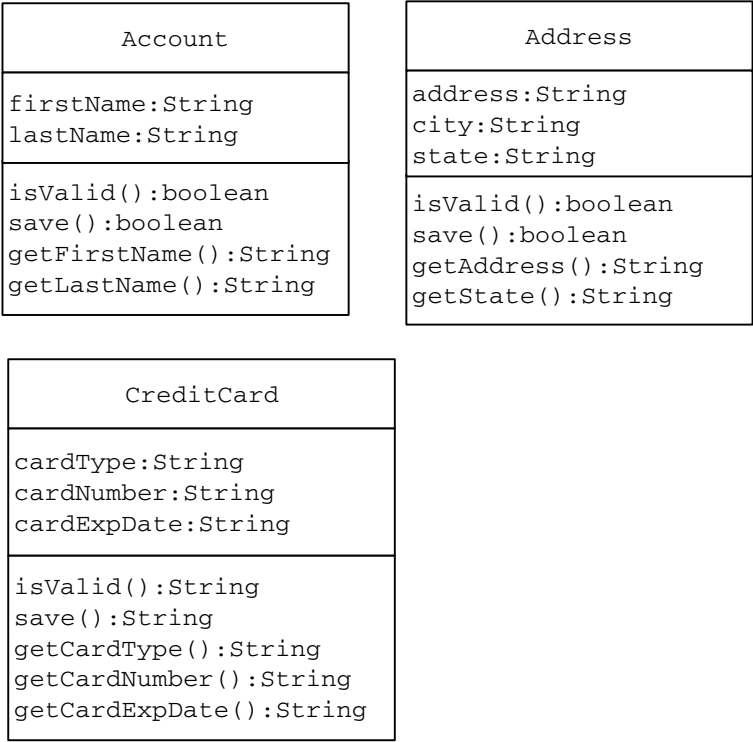 Account
firstName:String
lastName:String
isValid():boolean
save():boolean
getFirstName():String
getLastName():String
Address
address:String
city:String
state:String
isValid():boolean
save():boolean
getAddress():String
getState():String
CreditCard
cardType:String
cardNumber:String
cardExpDate:String
isValid():String
save():String
getCardType():String
getCardNumber():String
getCardExpDate():String